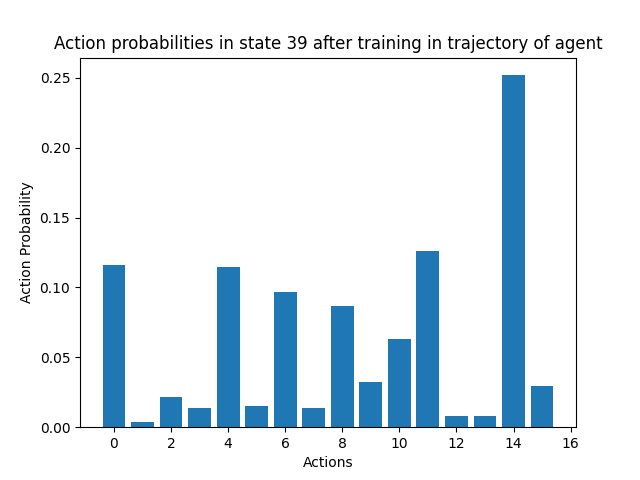 Action probabilities in state 39 after training in trajectory of agent
0.25
0.20
0.15
0.10
0.05
0.00
Action Probability
0 2 4 6 8 10 12 14 16
Actions